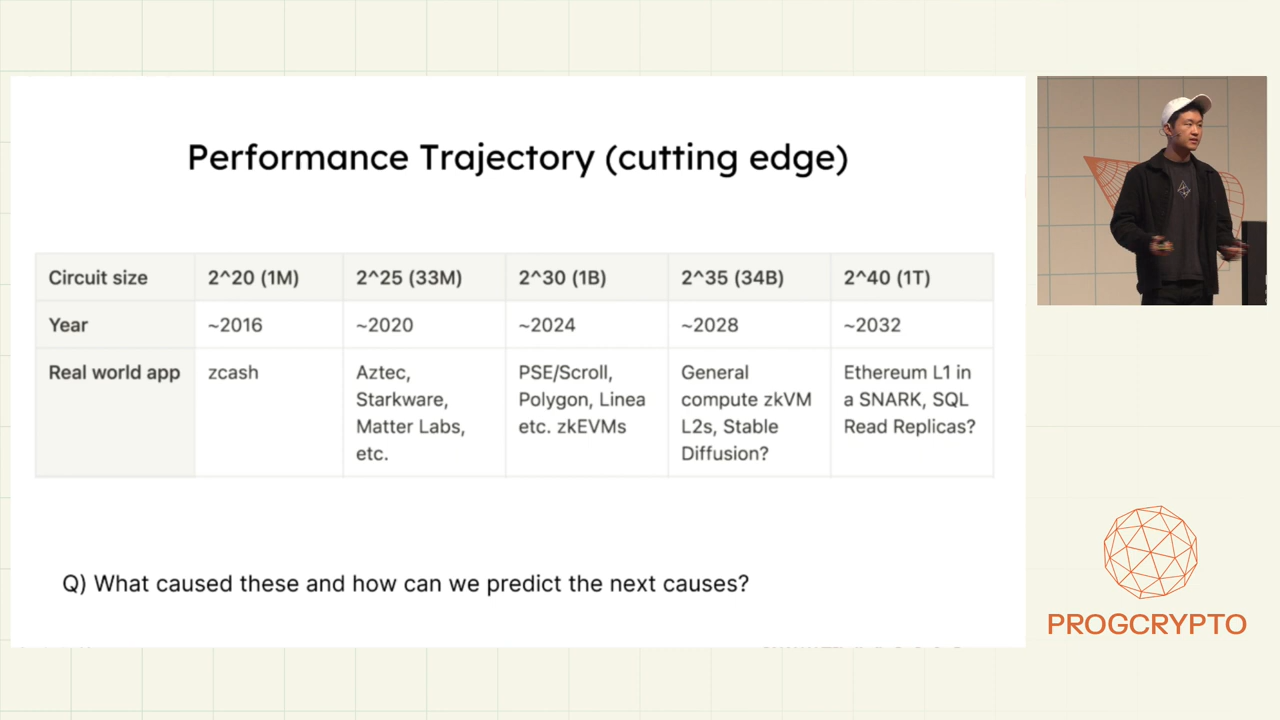 Performance Trajectory (cutting edge)
Circuit size 2^20 (1M) 2^25 (33M) 2^30 (1B) 2^35 (34B) 2^40 (1T)
Year ~2016 ~2020 ~2024 ~2028 ~2032
Real world app zcash Aztec, PSE/Scroll, General Ethereum L1 in
Starkware, Polygon, Linea compute zkVM a SNARK, SQL
Matter Labs, etc. zkEVMs L2s, Stable Read Replicas?
etc. Diffusion?
Q) What caused these and how can we predict the next causes?
PROGCRYPTO